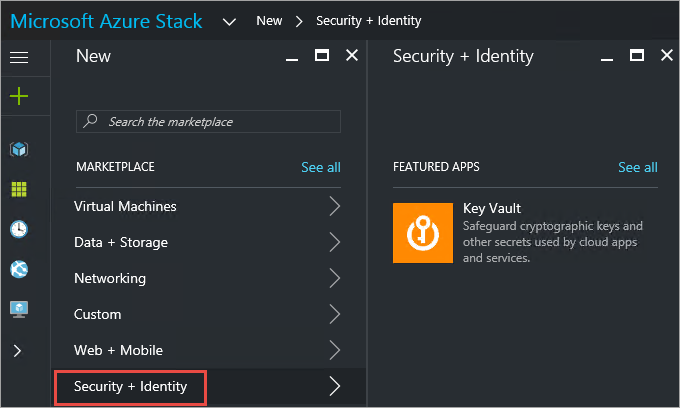 Microsoft Azure Stack New Security + Identity
New
Search the marketplace
MARKETPLACE See all
Virtual Machines
Data + Storage
Networking
Custom
Web + Mobile
Security + Identity
Security + Identity
FEATURED APPS See all
Key Vault
Safeguard cryptographic keys and
other secrets used by cloud apps
and services.